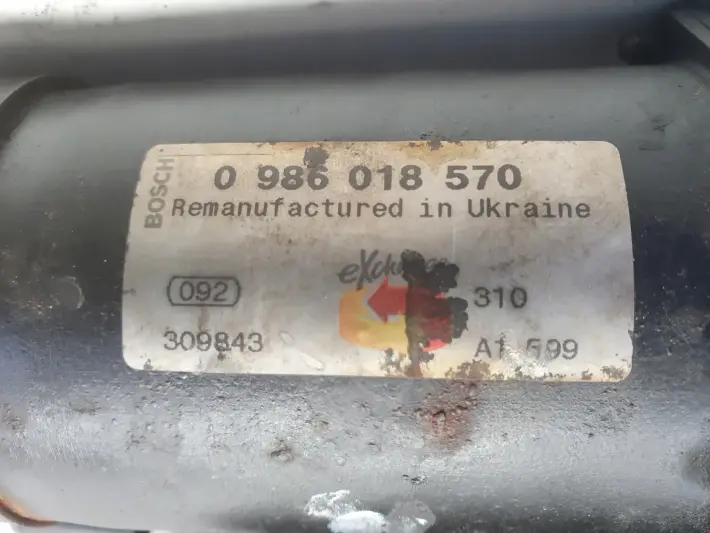 BOSCH
0 986 018 570
Remanufactured in Ukraine
092
310
309843
A1 599